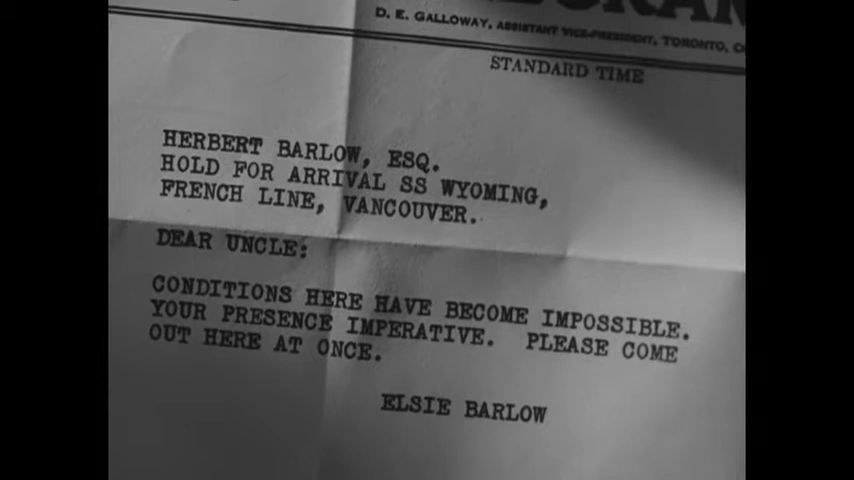 D. E. GALLOWAY, ASSISTANT VICE-PRESIDENT, TORONTO,
STANDARD TIME
HERBERT BARLOW, ESQ.
HOLD FOR ARRIVAL SS WYOMING,
FRENCH LINE, VANCOUVER.
DEAR UNCLE:
CONDITIONS HERE HAVE BECOME IMPOSSIBLE.
YOUR PRESENCE IMPERATIVE. PLEASE COME
OUT HERE AT ONCE.
ELSIE BARLOW